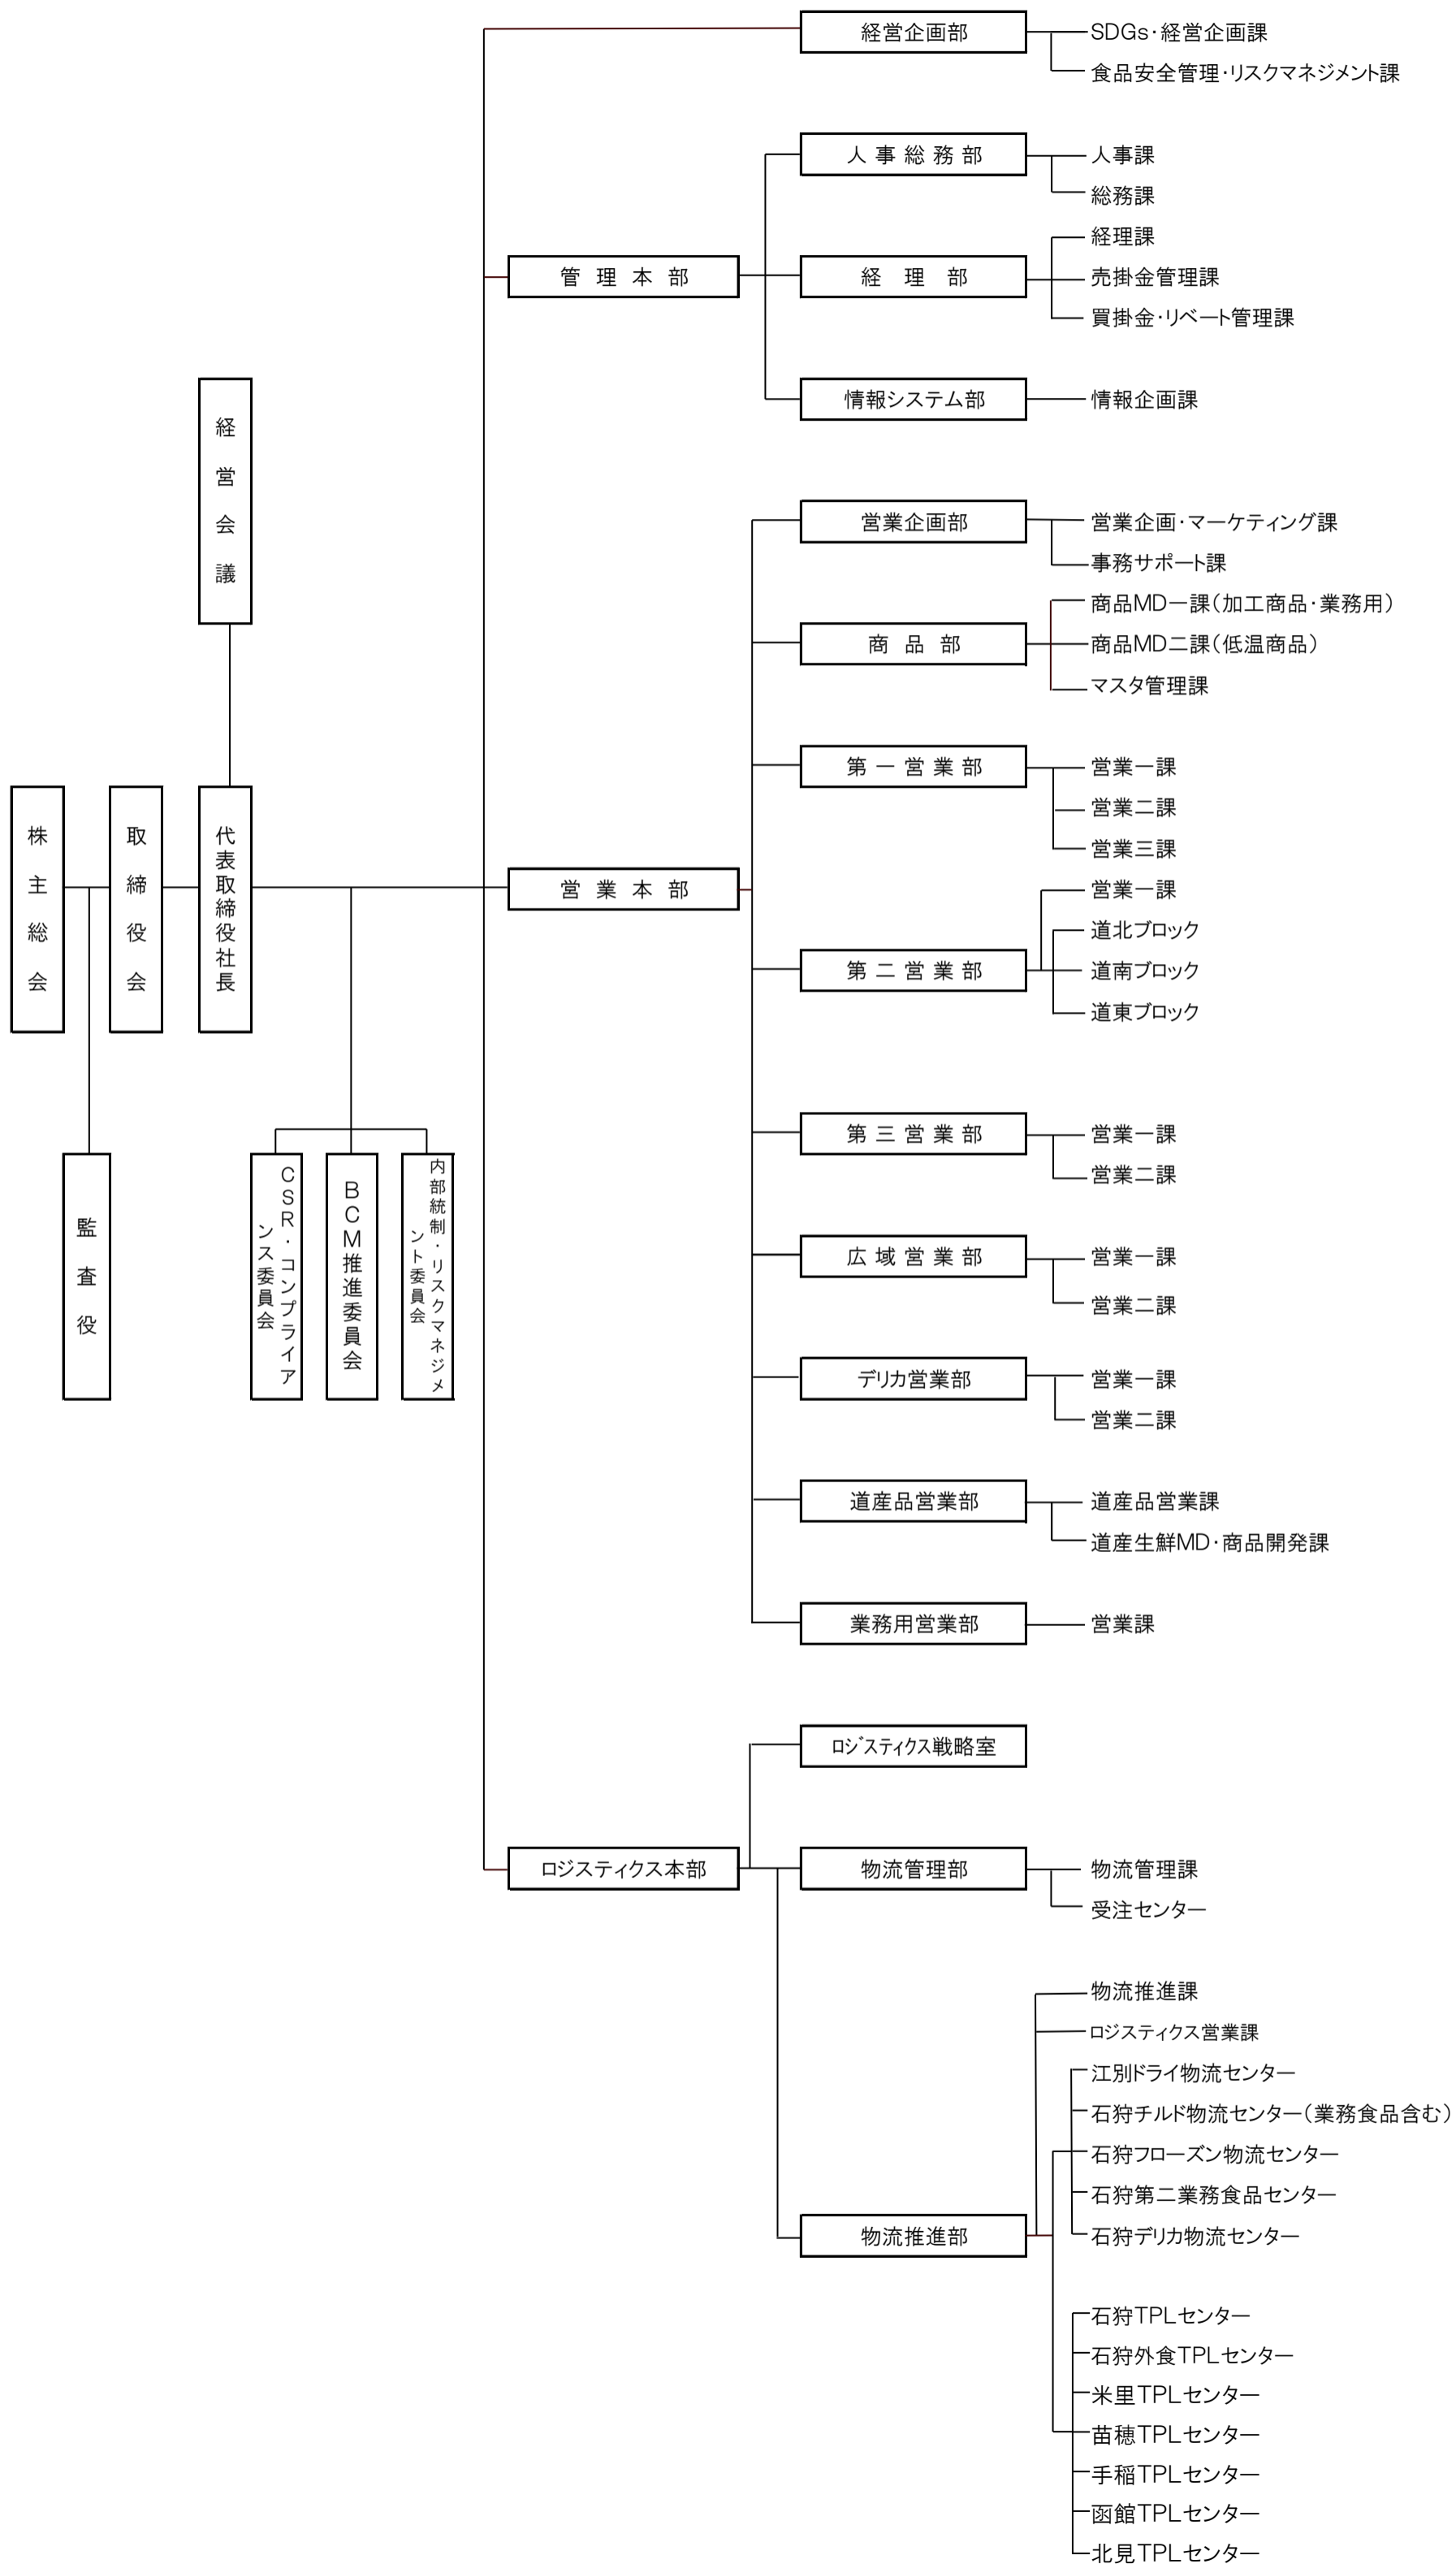 経営企画部
SDGs・経営企画課
食品安全管理・リスクマネジメント課
人事総務部
人事課
総務課
管理本部
経理部
経理課
売掛金管理課
買掛金・リベート管理課
情報システム部
情報企画課
経営会議
営業企画部
営業企画・マーケティング課
事務サポート課
商品部
商品MD一課(加工商品・業務用)
商品MD二課(低温商品)
マスタ管理課
第一営業部
営業一課
営業二課
営業三課
株主総会
取締役会
代表取締役社長
営業本部
第二営業部
営業一課
道北ブロック
道南ブロック
道東ブロック
監査役
CSR・コンプライア
ンス委員会
BCM推進委員会
内部統制・リスクマネジメ
ント委員会
第三営業部
営業一課
営業二課
広域営業部
営業一課
営業二課
デリカ営業部
営業一課
営業二課
道産品営業部
道産品営業課
道産生鮮MD・商品開発課
業務用営業部
営業課
ロジスティクス戦略室
ロジスティクス本部
物流管理部
物流管理課
受注センター
物流推進部
物流推進課
ロジスティクス営業課
江別ドライ物流センター
石狩チルド物流センター(業務食品含む)
石狩フローズン物流センター
石狩第二業務食品センター
石狩デリカ物流センター
石狩TPLセンター
石狩外食TPLセンター
米里TPLセンター
苗穂TPLセンター
手稲TPLセンター
函館TPLセンター
北見TPLセンター